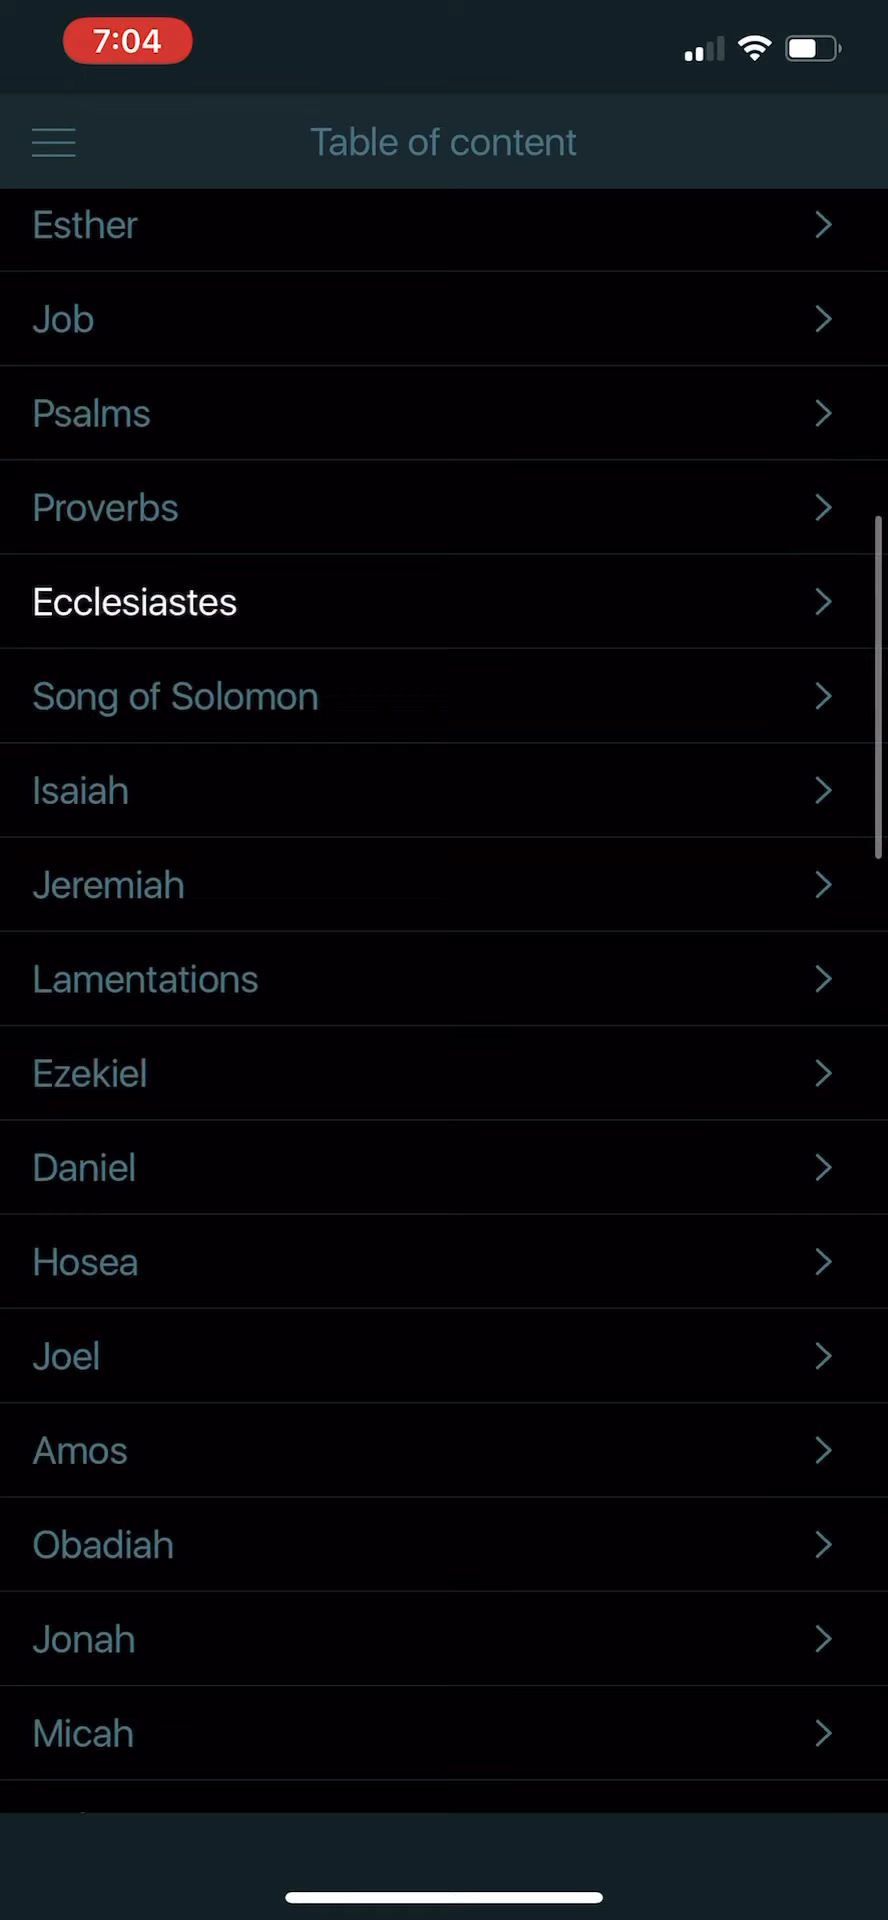 7:04
Table of content
Esther
Job
Psalms
Proverbs
Ecclesiastes
Song of Solomon
Isaiah
Jeremiah
Lamentations
Ezekiel
Daniel
Hosea
Joel
Amos
Obadiah
Jonah
Micah